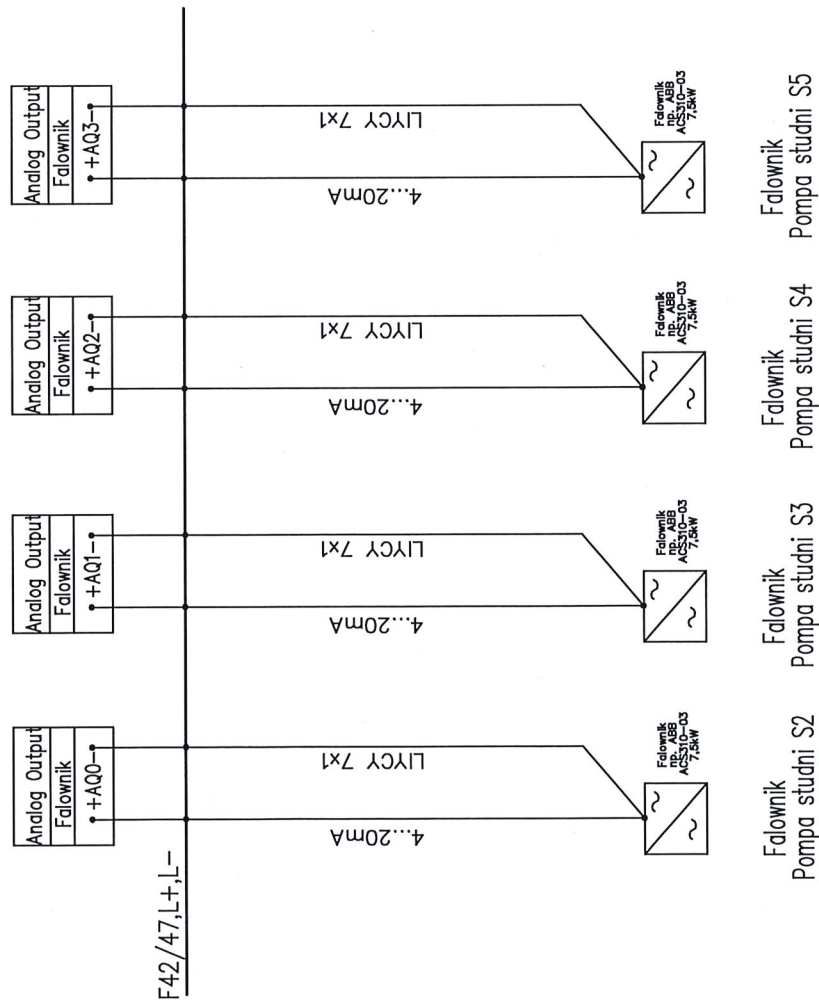 Analog Output
Falownik
+AQ3-
LIYCY 7x1
4...20mA
Falownik
np. ABB
ACS310-03
7,5kW
Falownik
Pompa studni S5
Analog Output
Falownik
+AQ2-
LIYCY 7x1
4...20mA
Falownik
np. ABB
ACS310-03
7,5kW
Falownik
Pompa studni S4
Analog Output
Falownik
+AQ1-
LIYCY 7x1
4...20mA
Falownik
np. ABB
ACS310-03
7,5kW
Falownik
Pompa studni S3
Analog Output
Falownik
+AQ0-
LIYCY 7x1
4...20mA
Falownik
np. ABB
ACS310-03
7,5kW
Falownik
Pompa studni S2
F42/47,L+,L-